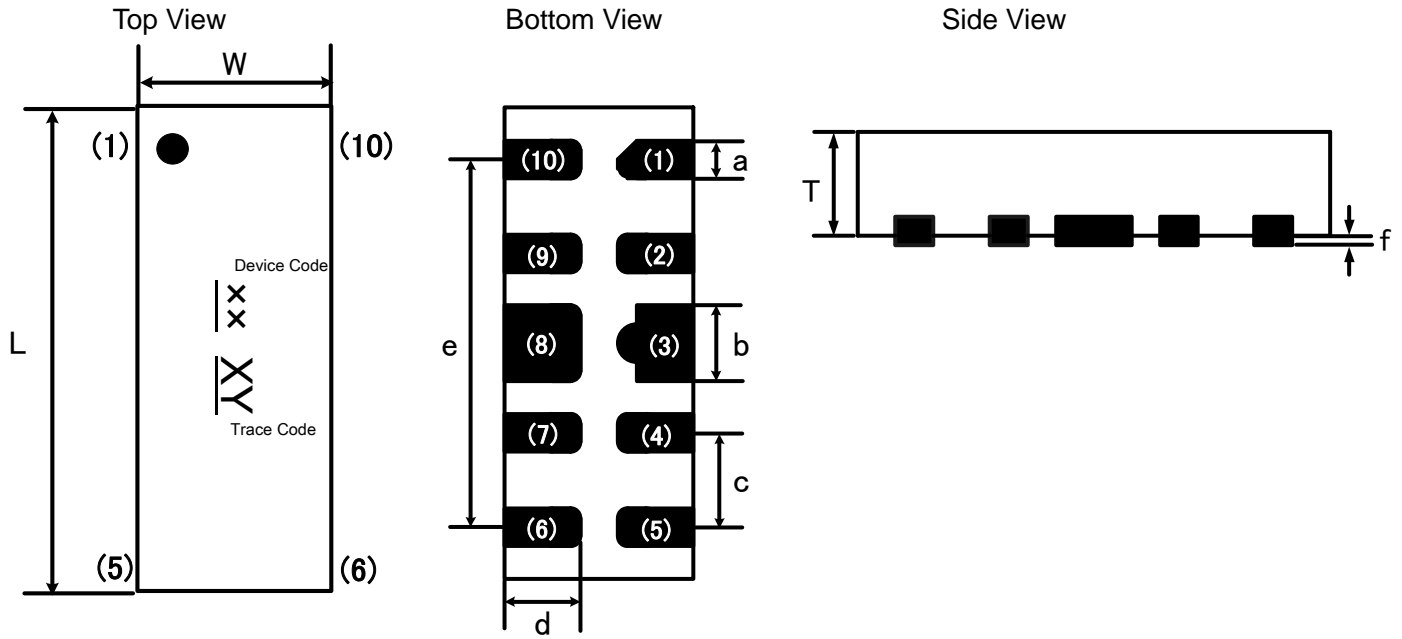 Top View
Bottom View
Side View
W
(1)
(10)
Device Code
××
XY
Trace Code
L
(5)
(6)
(10)
(1)
a
(9)
(2)
e
(8)
(3)
b
(7)
(4)
c
(6)
(5)
d
T
f